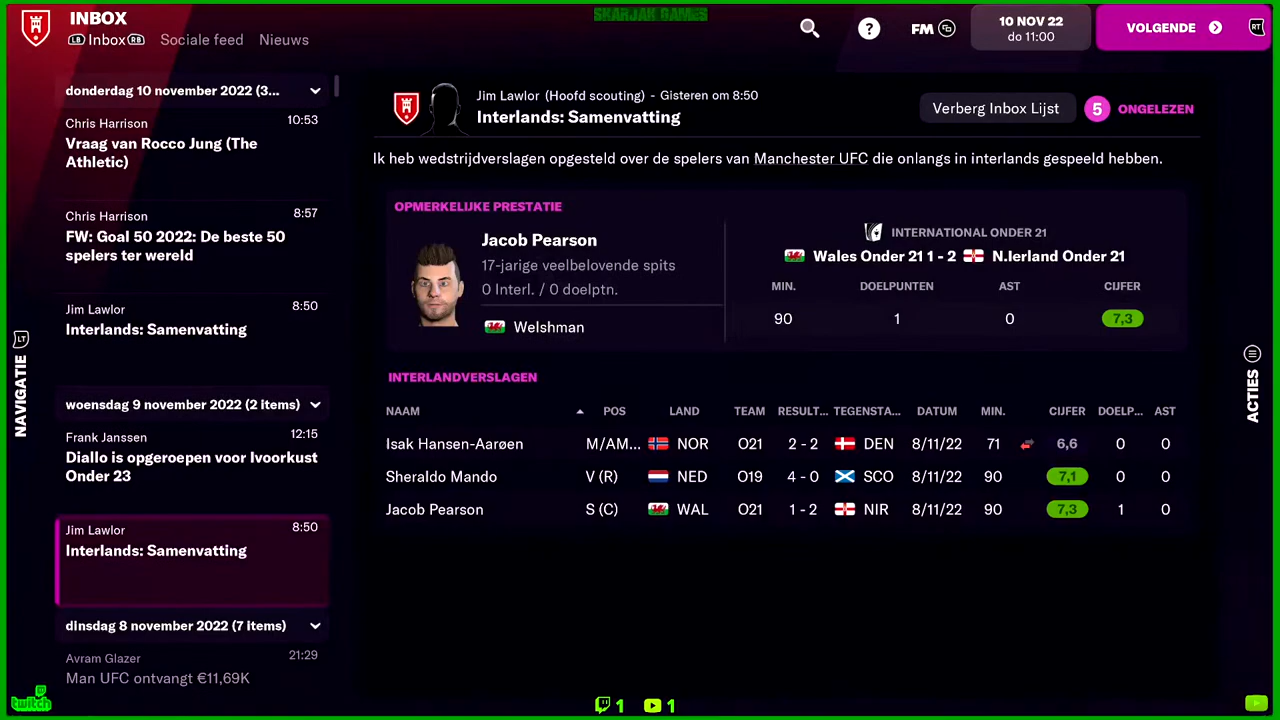 SKARJAK GAMES
INBOX
LB Inbox RB Sociale feed Nieuws
FM
10 NOV 22
do 11:00
VOLGENDE
RT
donderdag 10 november 2022 (3...
Chris Harrison 10:53
Vraag van Rocco Jung (The
Athletic)
Chris Harrison 8:57
FW: Goal 50 2022: De beste 50
spelers ter wereld
Jim Lawlor 8:50
Interlands: Samenvatting
woensdag 9 november 2022 (2 items)
Frank Janssen 12:15
Diallo is opgeroepen voor Ivoorkust
Onder 23
Jim Lawlor 8:50
Interlands: Samenvatting
dinsdag 8 november 2022 (7 items)
Avram Glazer 21:29
Man UFC ontvangt €11,69K
LT
NAVIGATIE
Jim Lawlor (Hoofd scouting) - Gisteren om 8:50
Interlands: Samenvatting
Verberg Inbox Lijst
5 ONGELEZEN
Ik heb wedstrijdverslagen opgesteld over de spelers van Manchester UFC die onlangs in interlands gespeeld hebben.
OPMERKELIJKE PRESTATIE
Jacob Pearson
17-jarige veelbelovende spits
0 Interl. / 0 doelptn.
Welshman
INTERNATIONAL ONDER 21
Wales Onder 21 1 - 2 N.Ierland Onder 21
MIN. DOELPUNTEN AST CIJFER
90 1 0 7,3
INTERLANDVERSLAGEN
NAAM POS LAND TEAM RESULT... TEGENSTA... DATUM MIN. CIJFER DOELP... AST
Isak Hansen-Aarøen M/AM... NOR O21 2 - 2 DEN 8/11/22 71 6,6 0 0
Sheraldo Mando V (R) NED O19 4 - 0 SCO 8/11/22 90 7,1 0 0
Jacob Pearson S (C) WAL O21 1 - 2 NIR 8/11/22 90 7,3 1 0
ACTIES
twitch
1 1